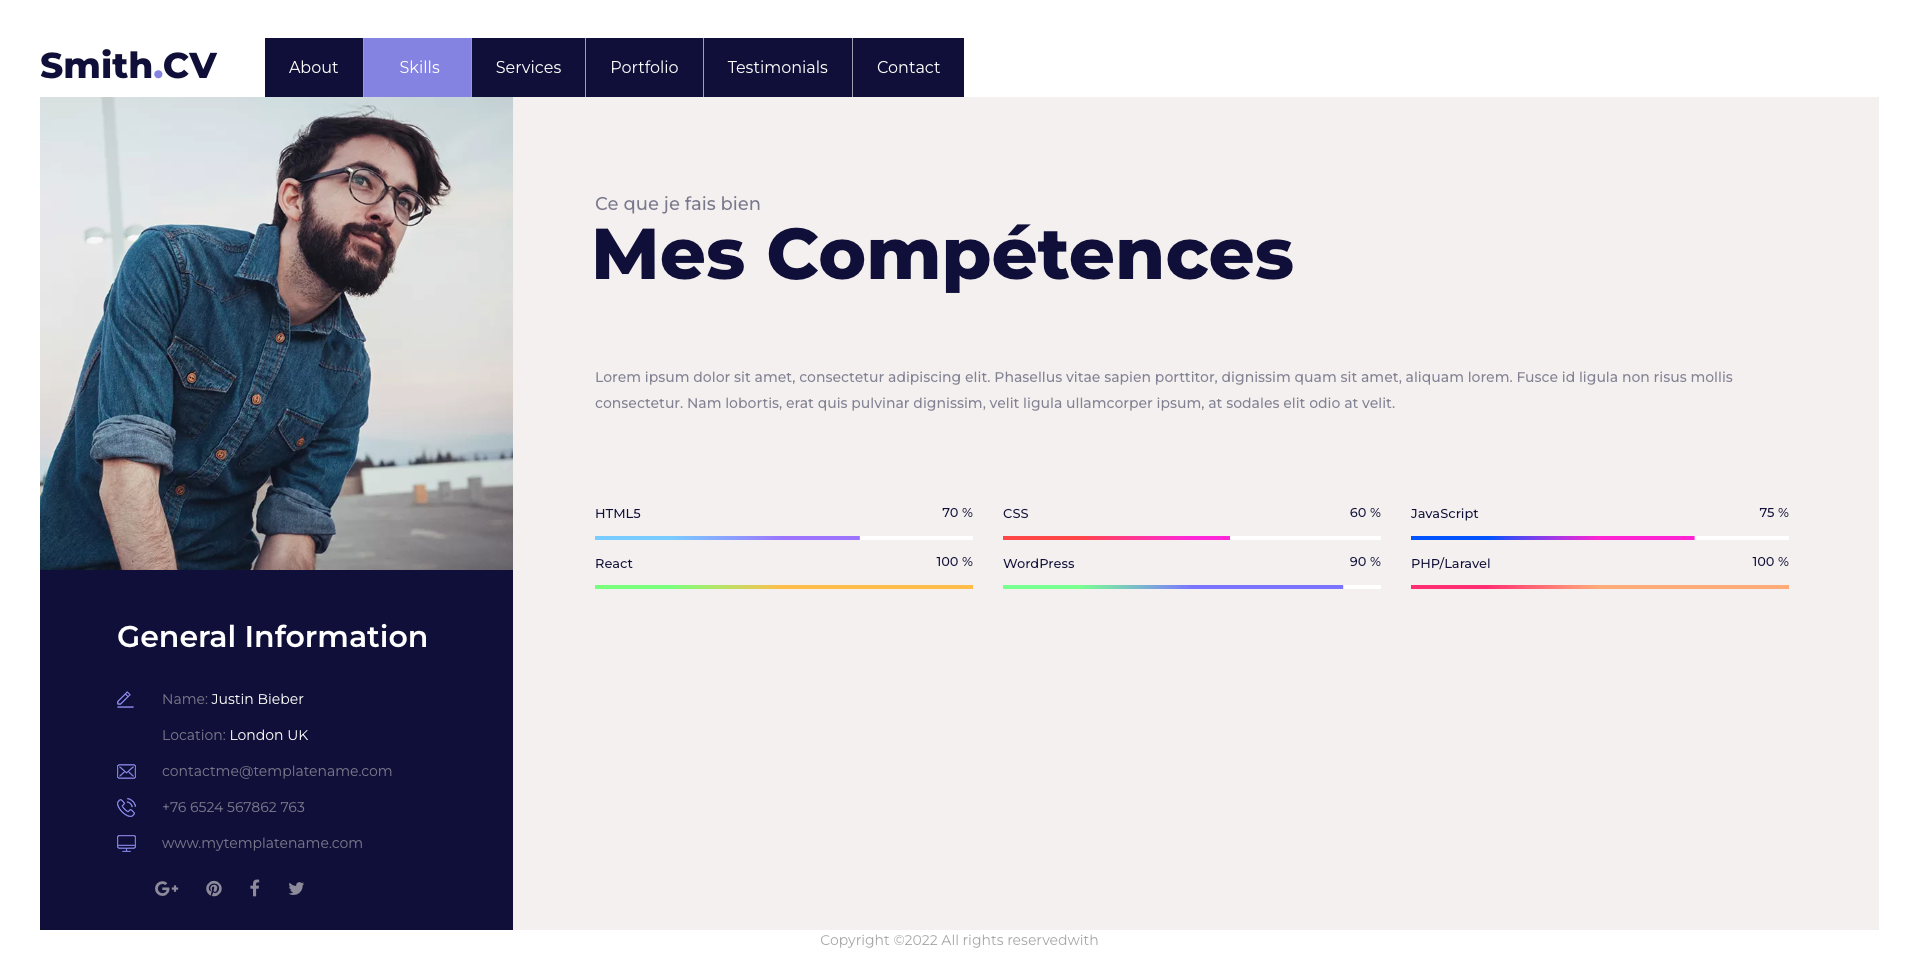 Smith.CV
About
Skills
Services
Portfolio
Testimonials
Contact
Ce que je fais bien
Mes Compétences
Lorem ipsum dolor sit amet, consectetur adipiscing elit. Phasellus vitae sapien porttitor, dignissim quam sit amet, aliquam lorem. Fusce id ligula non risus mollis
consectetur. Nam lobortis, erat quis pulvinar dignissim, velit ligula ullamcorper ipsum, at sodales elit odio at velit.
HTML5 70 %
CSS 60 %
JavaScript 75 %
React 100 %
WordPress 90 %
PHP/Laravel 100 %
General Information
Name: Justin Bieber
Location: London UK
contactme@templatename.com
+76 6524 567862 763
www.mytemplatename.com
Copyright ©2022 All rights reservedwith